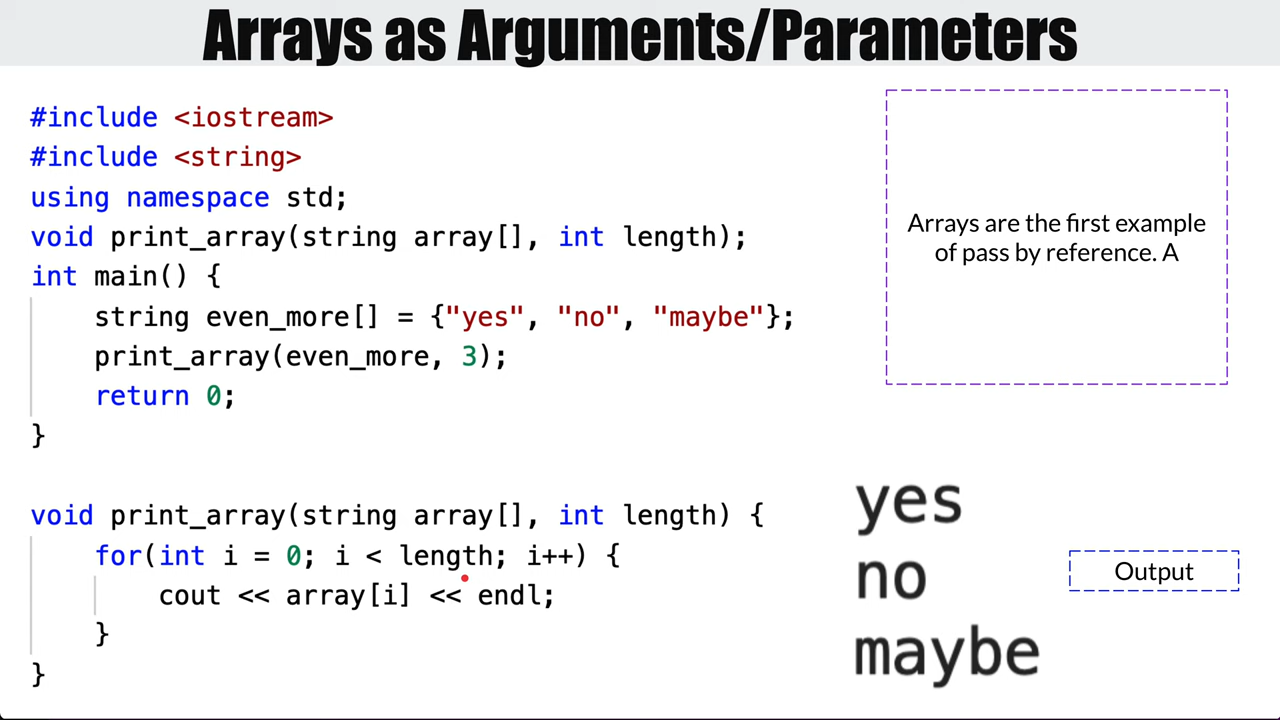 Arrays as Arguments/Parameters
#include <iostream>
#include <string>
using namespace std;
void print_array(string array[], int length);
int main() {
    string even_more[] = {"yes", "no", "maybe"};
    print_array(even_more, 3);
    return 0;
}
void print_array(string array[], int length) {
    for(int i = 0; i < length; i++) {
        cout << array[i] << endl;
    }
}
Arrays are the first example
of pass by reference. A
yes
no
maybe
Output